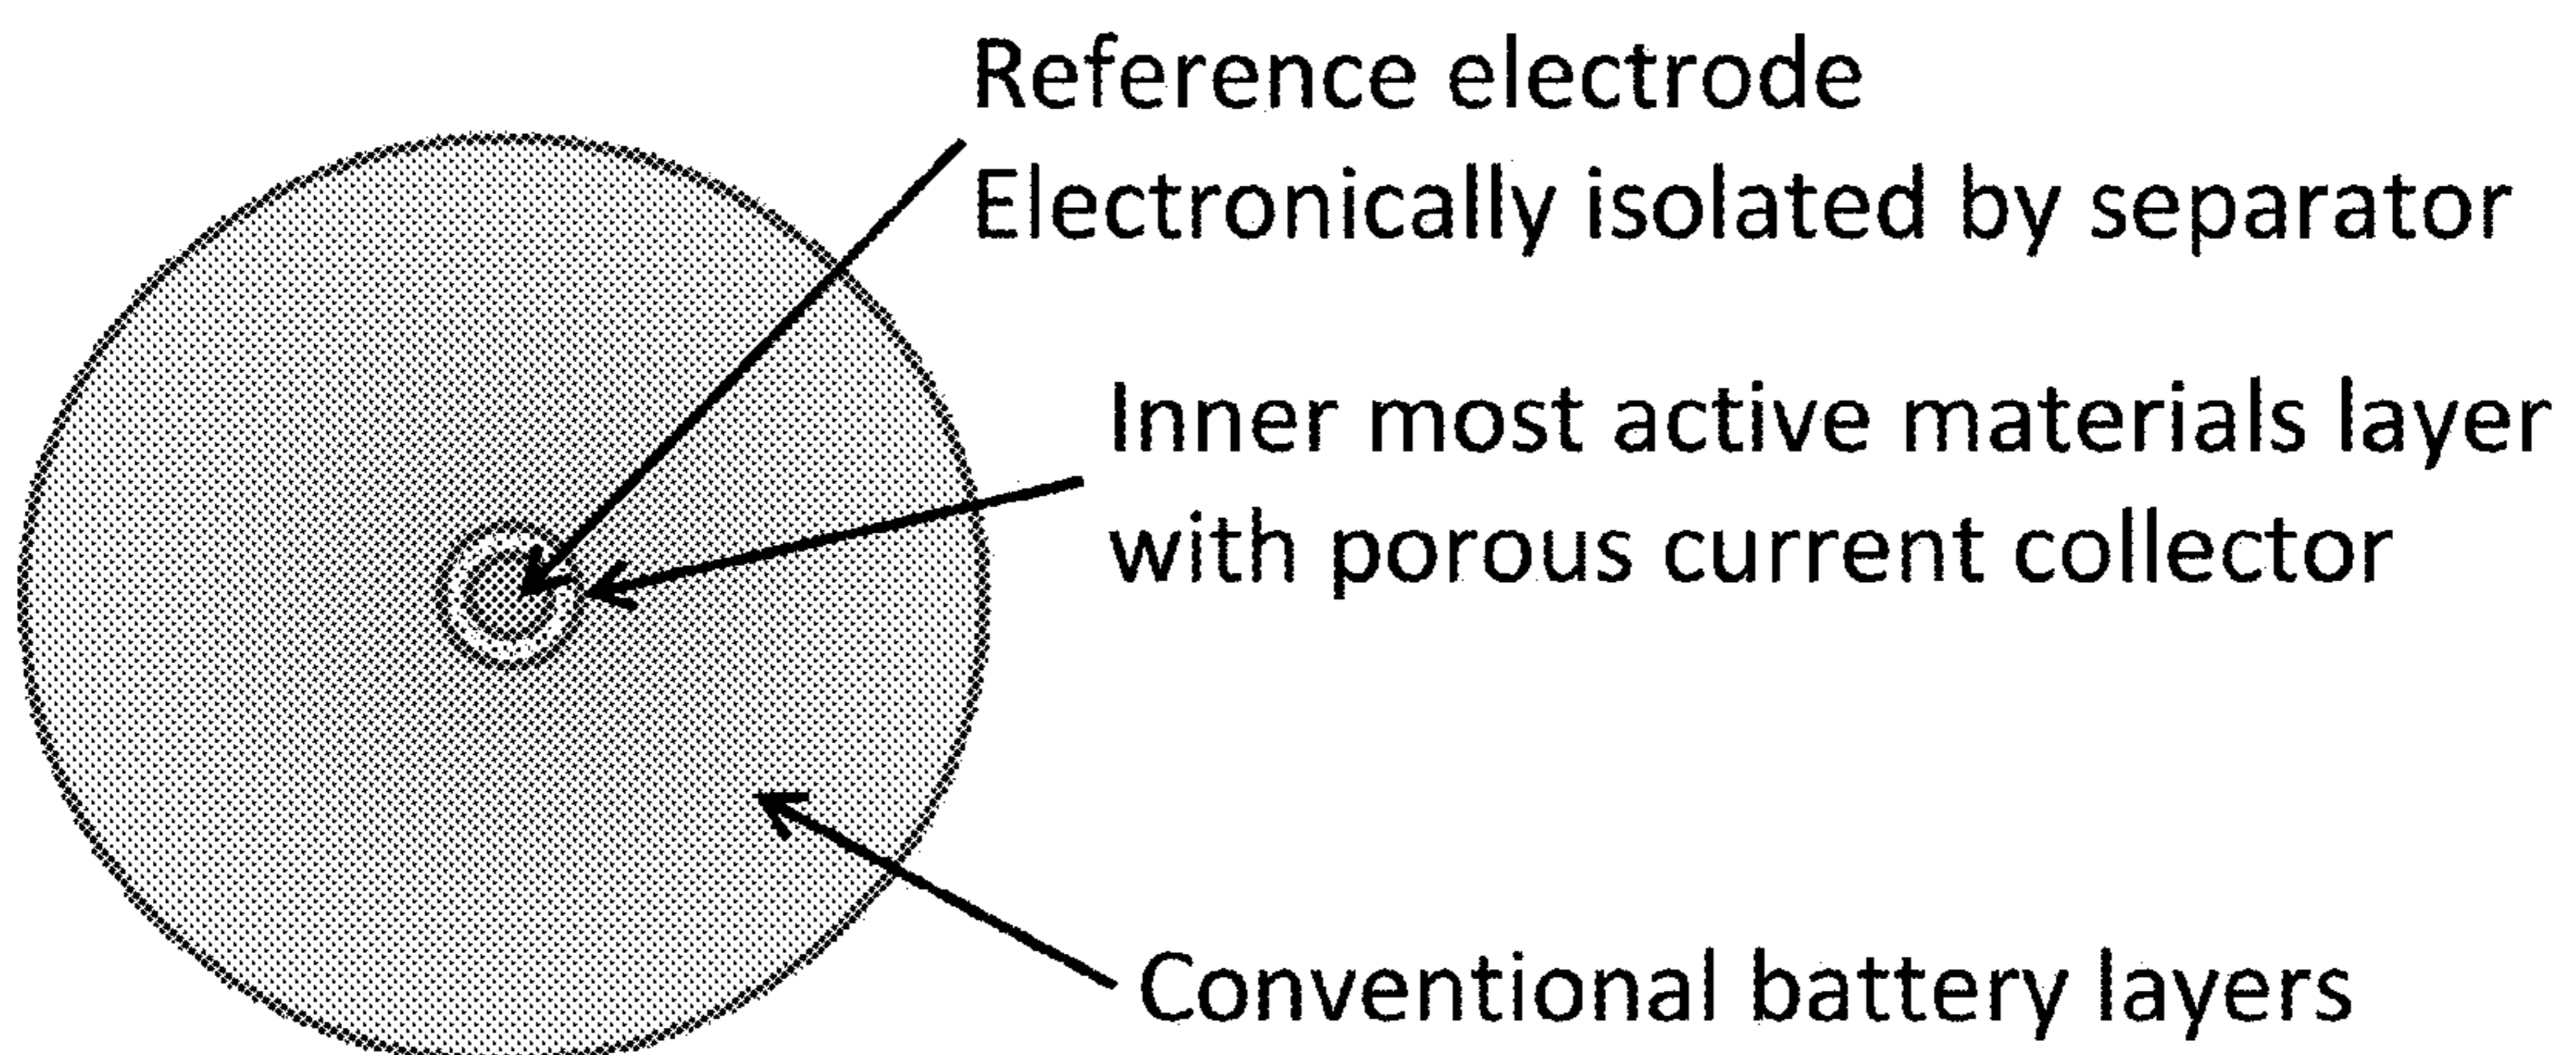 Reference electrode
Electronically isolated by separator
Inner most active materials layer
with porous current collector
Conventional battery layers